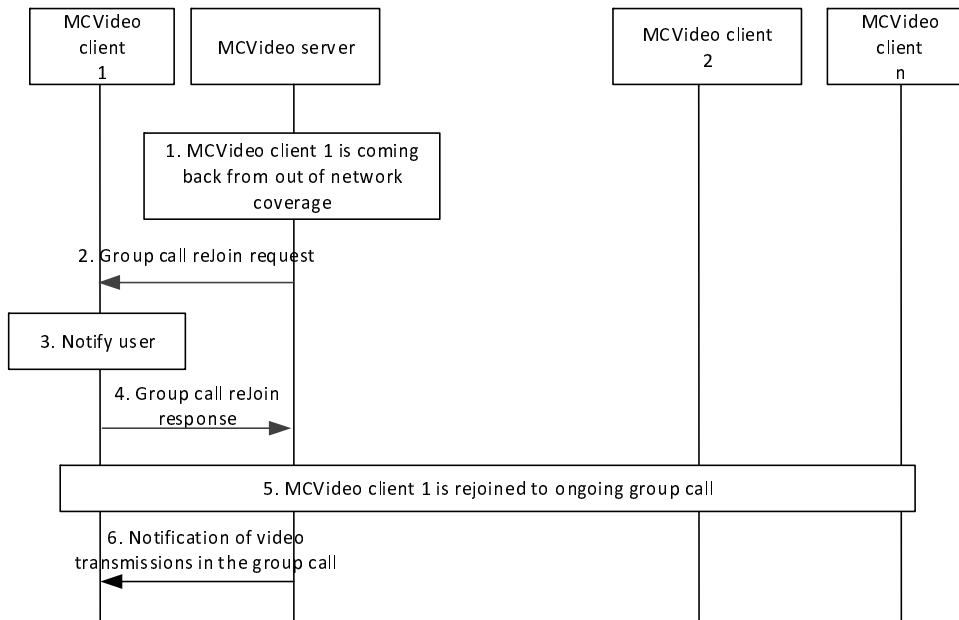 MCVideo
client
1
MCVideo server
MCVideo client
2
MCVideo
client
n
1. MCVideo client 1 is coming
back from out of network
coverage
2. Group call reJoin request
3. Notify user
4. Group call reJoin
response
5. MCVideo client 1 is rejoined to ongoing group call
6. Notification of video
transmissions in the group call